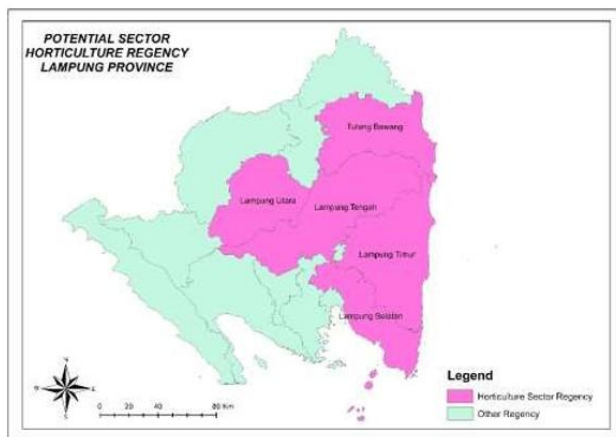 POTENTIAL SECTOR
HORTICULTURE REGENCY
LAMPUNG PROVINCE
Tulang Bawang
Lampung Utara
Lampung Tengah
Lampung Timur
Lampung Selatan
Legend
Horticulture Sector Regency
Other Regency
0 20 40 80 Km